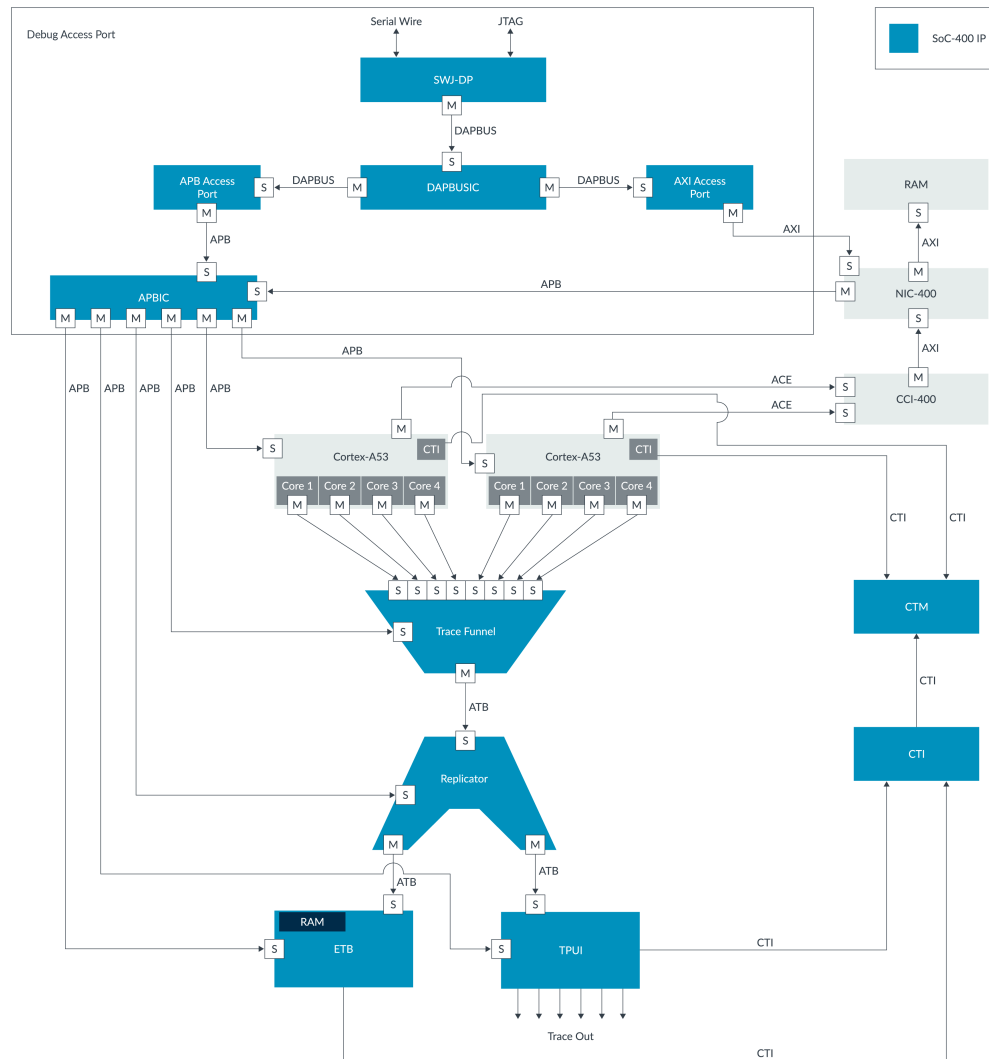 Serial Wire
JTAG
Debug Access Port
SoC-400 IP
SWJ-DP
M
DAPBUS
S
APB Access
Port
S
DAPBUS
M
DAPBUSIC
M
DAPBUS
S
AXI Access
Port
RAM
M
M
S
APB
AXI
AXI
S
S
M
APBIC
S
APB
M
NIC-400
M
M
M
M
M
M
S
APB
AXI
M
APB
APB
APB
APB
APB
ACE
S
CCI-400
ACE
S
M
M
S
Cortex-A53
CTI
S
Cortex-A53
CTI
Core 1
Core 2
Core 3
Core 4
Core 1
Core 2
Core 3
Core 4
M
M
M
M
M
M
M
M
CTI
CTI
S
S
S
S
S
S
S
S
CTM
S
Trace Funnel
M
CTI
ATB
S
CTI
Replicator
S
M
M
ATB
ATB
S
S
RAM
ETB
S
S
TPUI
CTI
Trace Out
CTI